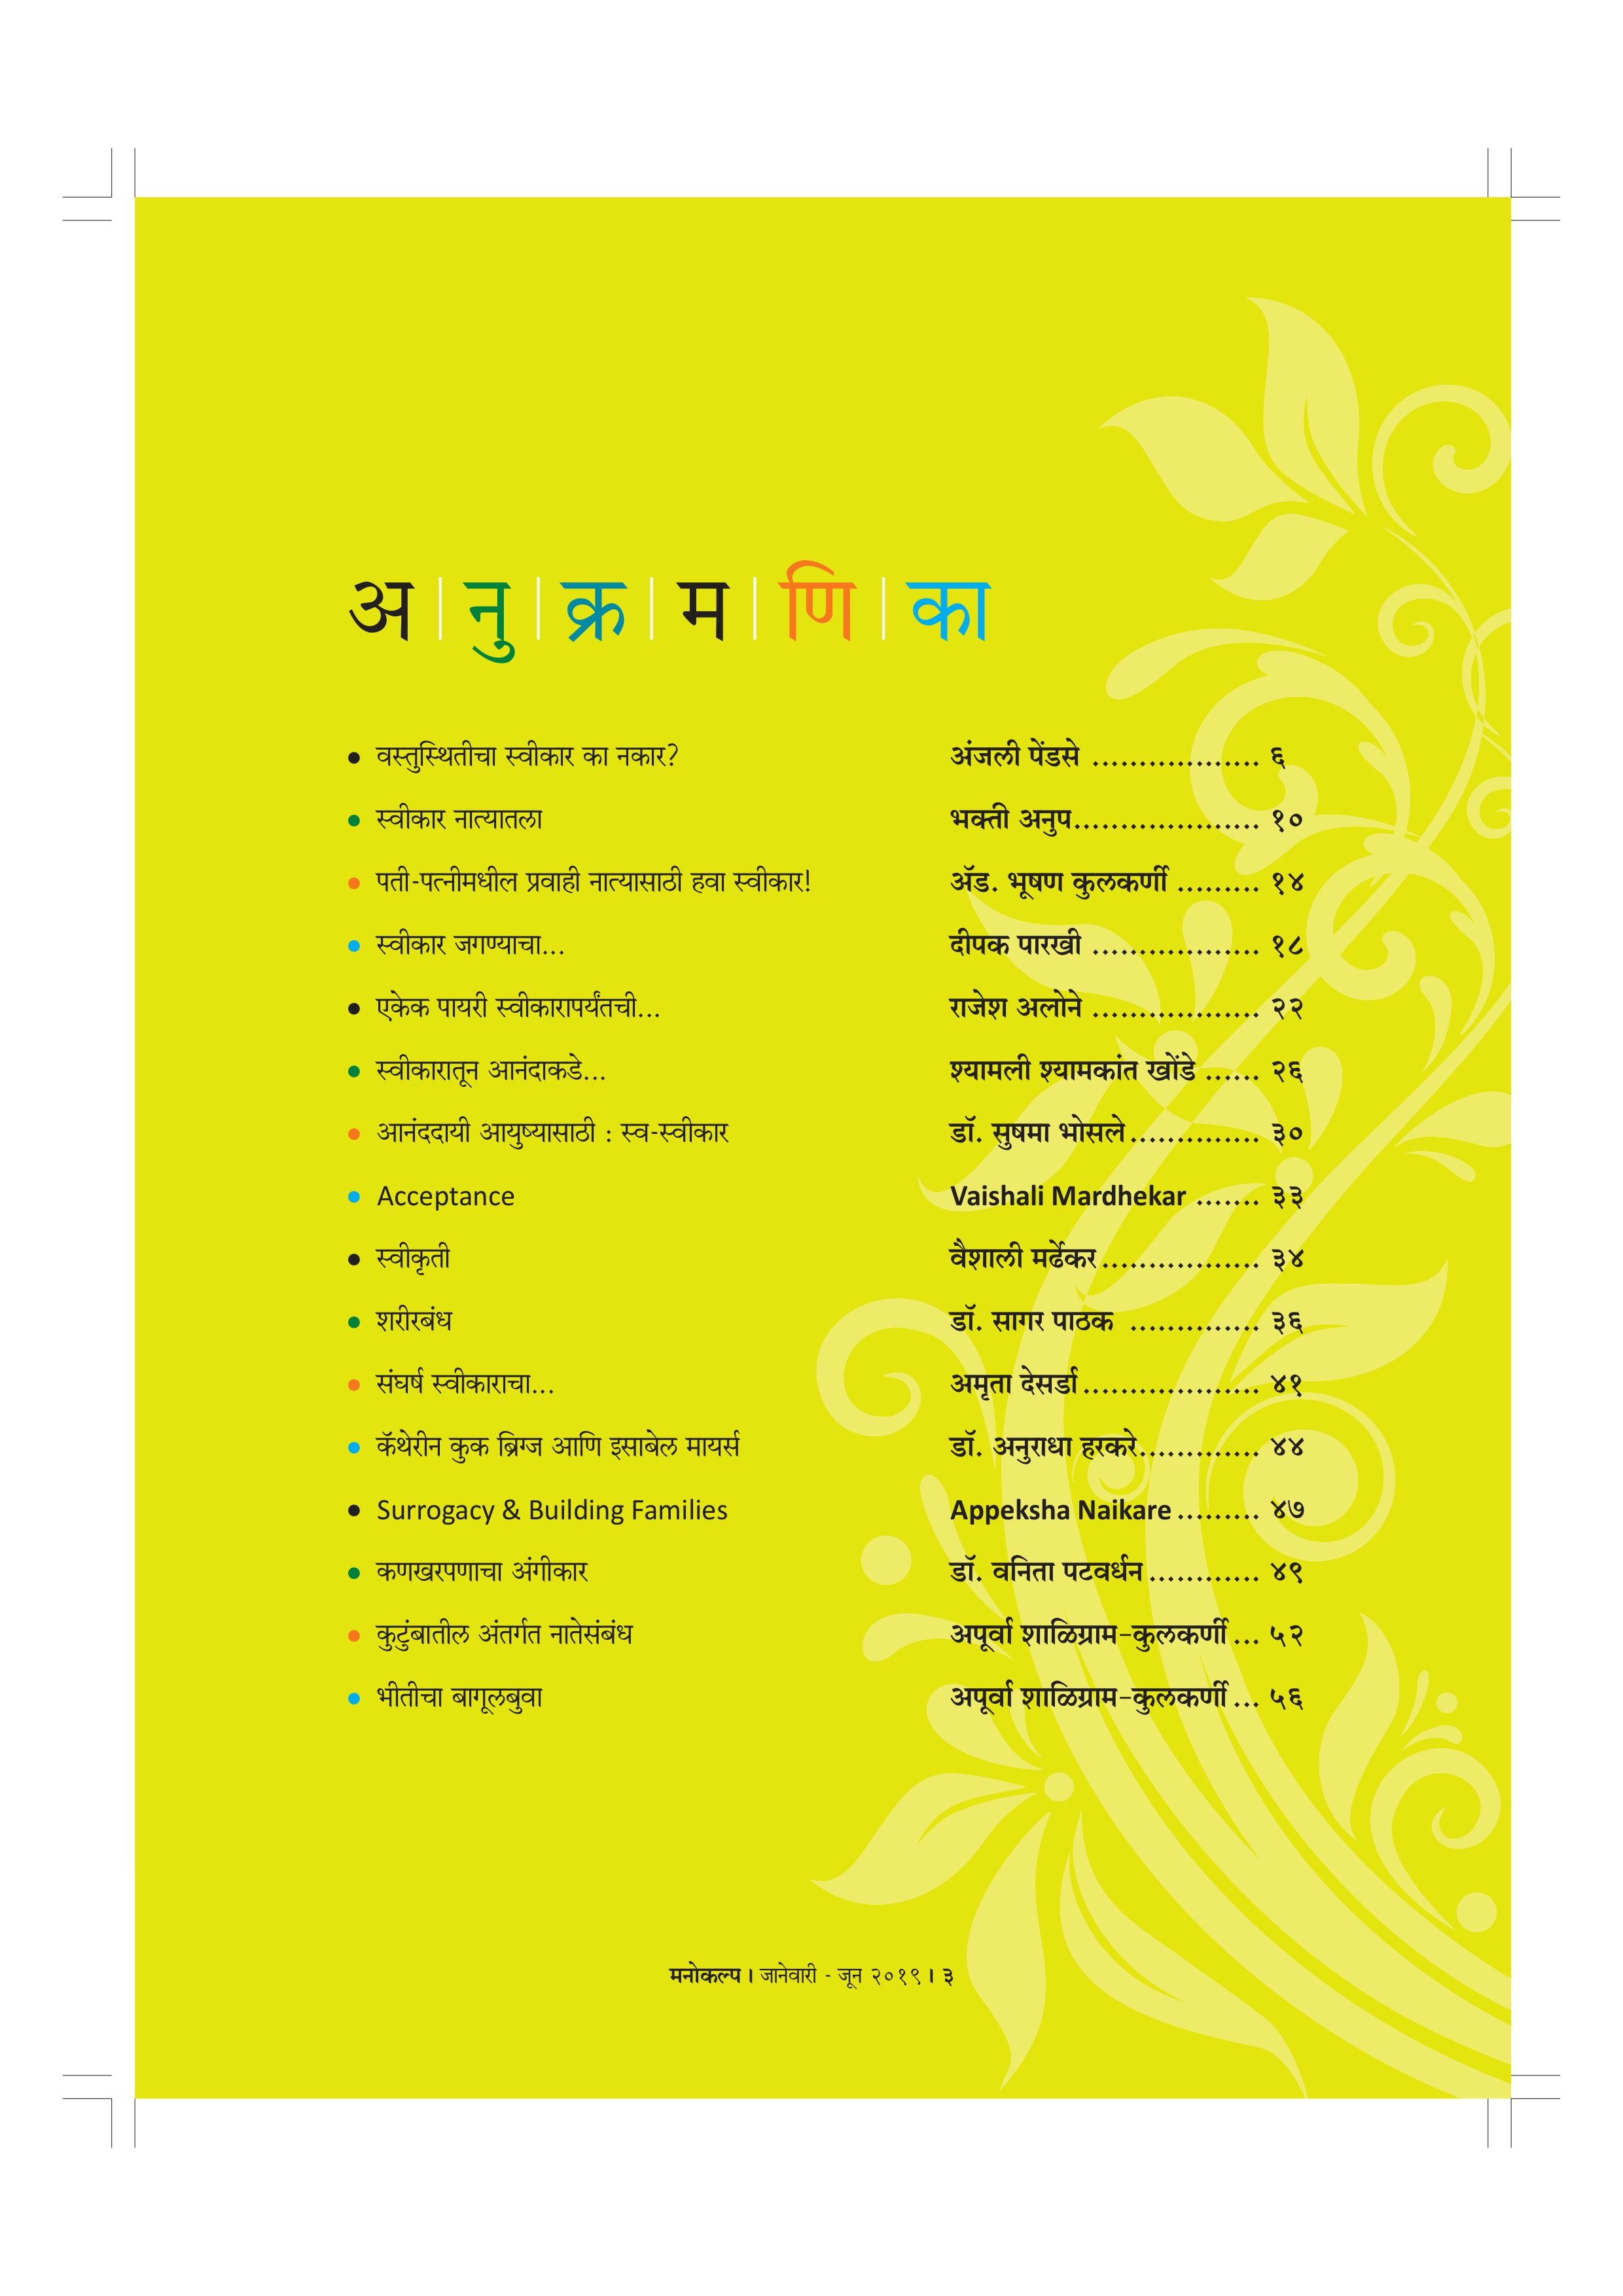 अ | नु | क्र | म | णि | का
• वस्तुस्थितीचा स्वीकार का नकार? अंजली पेंडसे .................. ६
• स्वीकार नात्यातला भक्ती अनुप.................... १०
• पती-पत्नीमधील प्रवाही नात्यासाठी हवा स्वीकार! ॲड. भूषण कुलकर्णी ......... १४
• स्वीकार जगण्याचा... दीपक पारखी .................. १८
• एकेक पायरी स्वीकारापर्यंतची... राजेश अलोने .................. २२
• स्वीकारातून आनंदाकडे... श्यामली श्यामकांत खोंडे ...... २६
• आनंददायी आयुष्यासाठी : स्व-स्वीकार डॉ. सुषमा भोसले.............. ३०
• Acceptance Vaishali Mardhekar ....... ३३
• स्वीकृती वैशाली मर्ढेकर................. ३४
• शरीरबंध डॉ. सागर पाठक .............. ३६
• संघर्ष स्वीकाराचा... अमृता देसर्डा................... ४१
• कॅथेरीन कुक ब्रिग्ज आणि इसाबेल मायर्स डॉ. अनुराधा हरकरे............. ४४
• Surrogacy & Building Families Appeksha Naikare ......... ४७
• कणखरपणाचा अंगीकार डॉ. वनिता पटवर्धन ............ ४९
• कुटुंबातील अंतर्गत नातेसंबंध अपूर्वा शाळिग्राम-कुलकर्णी ... ५२
• भीतीचा बागूलबुवा अपूर्वा शाळिग्राम-कुलकर्णी ... ५६
मनोकल्प । जानेवारी - जून २०१९ । ३